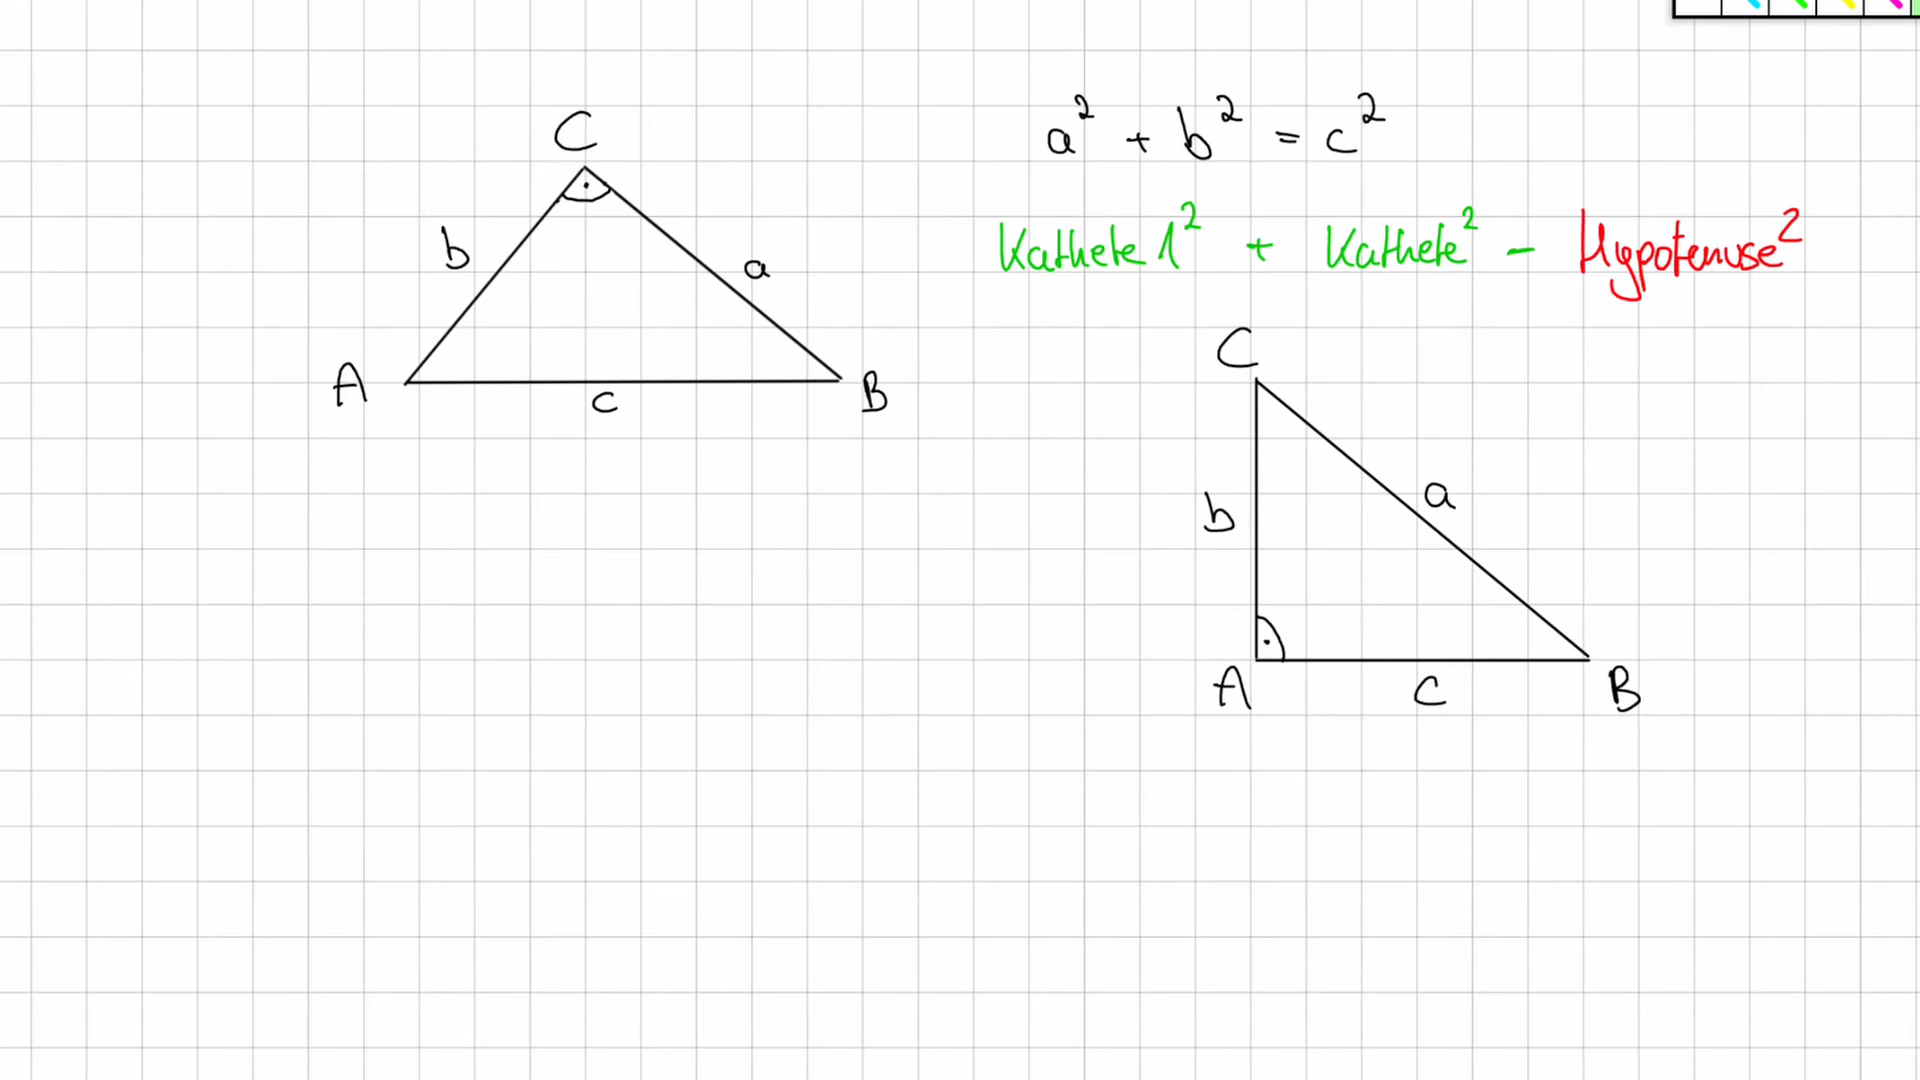 C
b
a
A
c
B
a² + b² = c²
Kathete 1² + Kathete² - Hypotenuse²
C
b
a
A
c
B